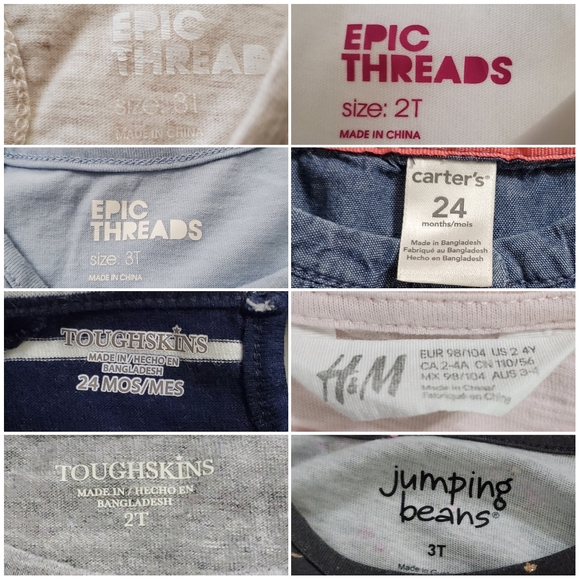 EPIC
THREADS
size: 3T
MADE IN CHINA
EPIC
THREADS
size: 2T
MADE IN CHINA
EPIC
THREADS
size: 3T
MADE IN CHINA
carter's®
24
months/mois
Made in Bangladesh
Fabriqué au Bangladesh
Hecho en Bangladesh
TOUGHSKINS
MADE IN / HECHO EN
BANGLADESH
24 MOS/MES
H&M
EUR 98/104 US 2-4Y
CA 2-4A CN 110/56
MX 98/104 AUS 3-4
Made in China/
Fabriqué en Chine
TOUGHSKINS
MADE IN / HECHO EN
BANGLADESH
2T
jumping
beans®
3T
Made in